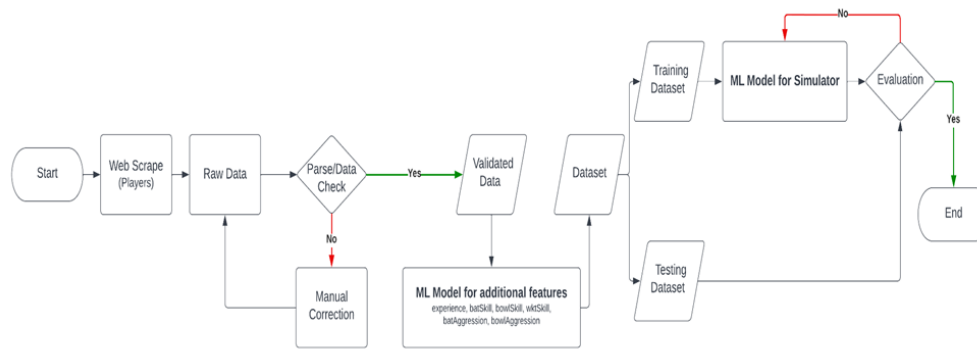 Start
Web Scrape
(Players)
Raw Data
Parse/Data
Check
Yes
No
Manual
Correction
Validated
Data
ML Model for additional features
experience, batSkill, bowlSkill, wktSkill,
batAggression, bowlAggression
Dataset
Training
Dataset
Testing
Dataset
ML Model for Simulator
No
Evaluation
Yes
End